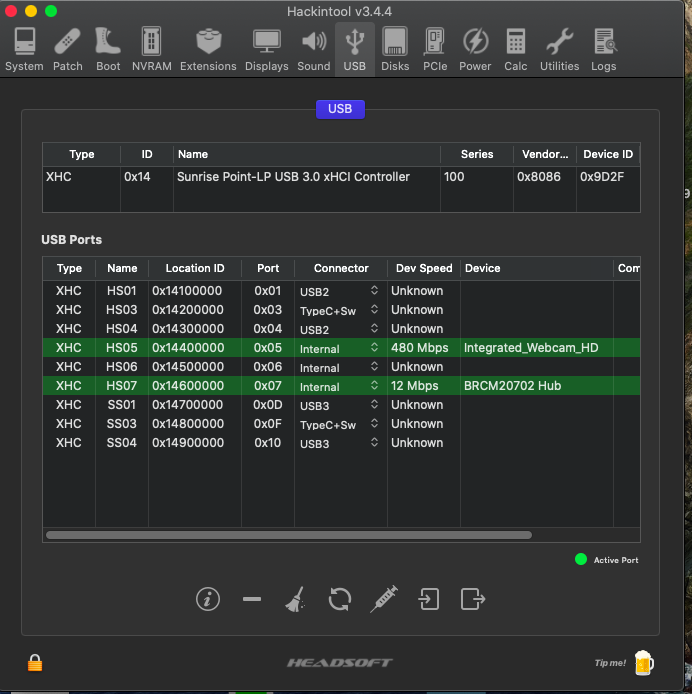 Hackintool v3.4.4
System Patch Boot NVRAM Extensions Displays Sound USB Disks PCIe Power Calc Utilities Logs
USB
Type ID Name Series Vendor... Device ID
XHC 0x14 Sunrise Point-LP USB 3.0 xHCI Controller 100 0x8086 0x9D2F
USB Ports
Type Name Location ID Port Connector Dev Speed Device Com
XHC HS01 0x14100000 0x01 USB2 Unknown
XHC HS03 0x14200000 0x03 TypeC+Sw Unknown
XHC HS04 0x14300000 0x04 USB2 Unknown
XHC HS05 0x14400000 0x05 Internal 480 Mbps Integrated_Webcam_HD
XHC HS06 0x14500000 0x06 Internal Unknown
XHC HS07 0x14600000 0x07 Internal 12 Mbps BRCM20702 Hub
XHC SS01 0x14700000 0x0D USB3 Unknown
XHC SS03 0x14800000 0x0F TypeC+Sw Unknown
XHC SS04 0x14900000 0x10 USB3 Unknown
Active Port
HEADSOFT
Tip me!